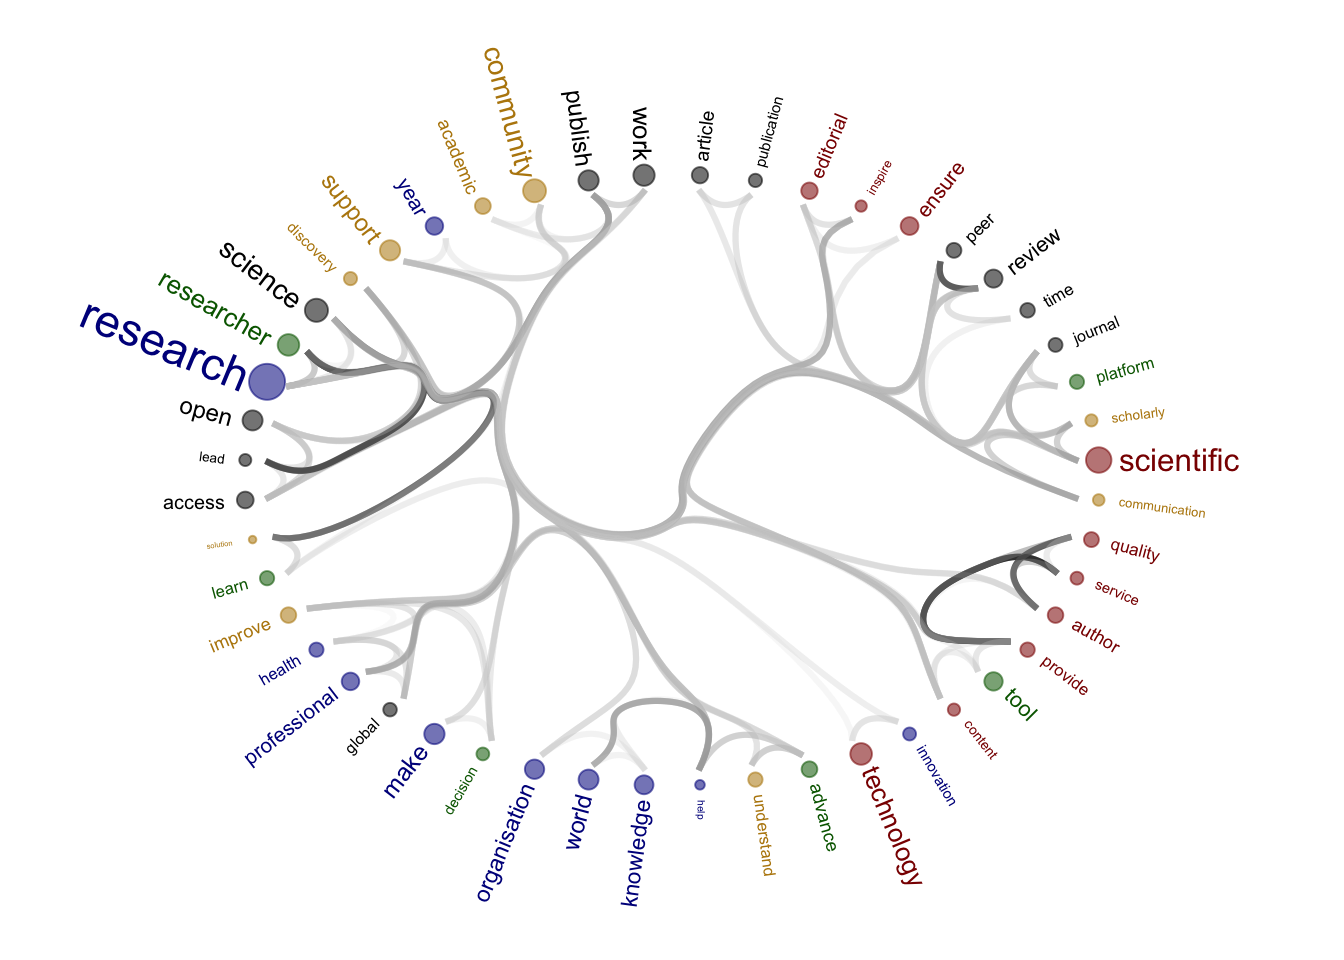 work
article
publication
editorial
inspire
ensure
peer
review
time
journal
platform
scholarly
scientific
communication
quality
service
author
provide
tool
content
innovation
technology
advance
understand
help
knowledge
world
organisation
decision
make
global
professional
health
improve
learn
solution
access
lead
open
research
researcher
science
discovery
support
year
academic
community
publish